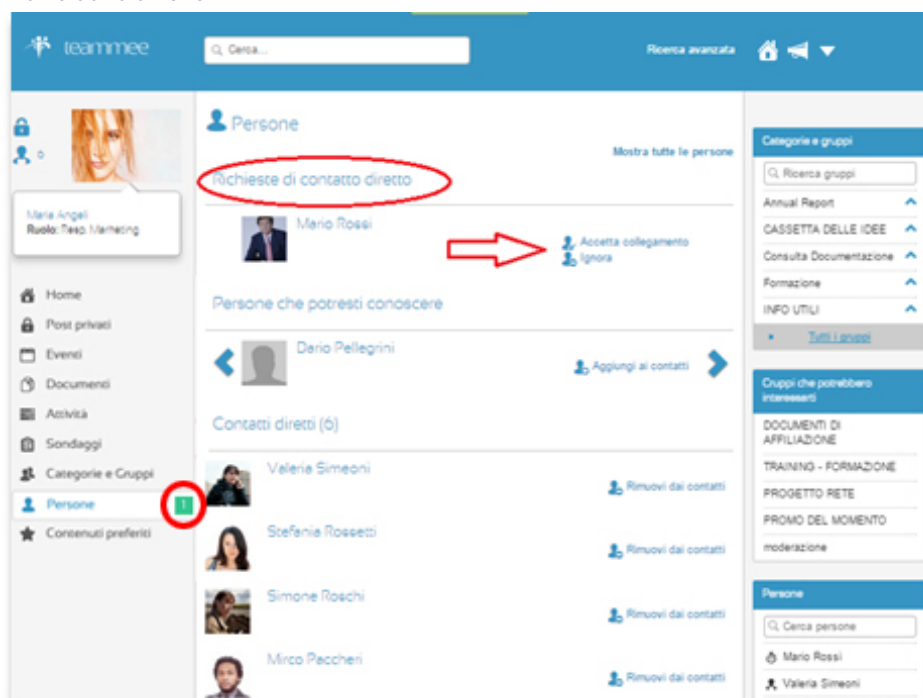 teammee
Cerca...
Ricerca avanzata
Maria Angeli
Ruolo: Resp. Marketing
Home
Post privati
Eventi
Documenti
Attività
Sondaggi
Categorie e Gruppi
Persone
1
Contenuti preferiti
Persone
Mostra tutte le persone
Richieste di contatto diretto
Mario Rossi
Accetta collegamento
Ignora
Persone che potresti conoscere
Dario Pellegrini
Aggiungi ai contatti
Contatti diretti (6)
Valeria Simeoni
Rimuovi dai contatti
Stefania Rossetti
Rimuovi dai contatti
Simone Roschi
Rimuovi dai contatti
Mirco Paccheri
Rimuovi dai contatti
Categorie e gruppi
Ricerca gruppi
Annual Report
CASSETTA DELLE IDEE
Consulta Documentazione
Formazione
INFO UTILI
Tutti i gruppi
Gruppi che potrebbero
interessarti
DOCUMENTI DI
AFFILIAZIONE
TRAINING - FORMAZIONE
PROGETTO RETE
PROMO DEL MOMENTO
moderazione
Persone
Cerca persone
Mario Rossi
Valeria Simeoni